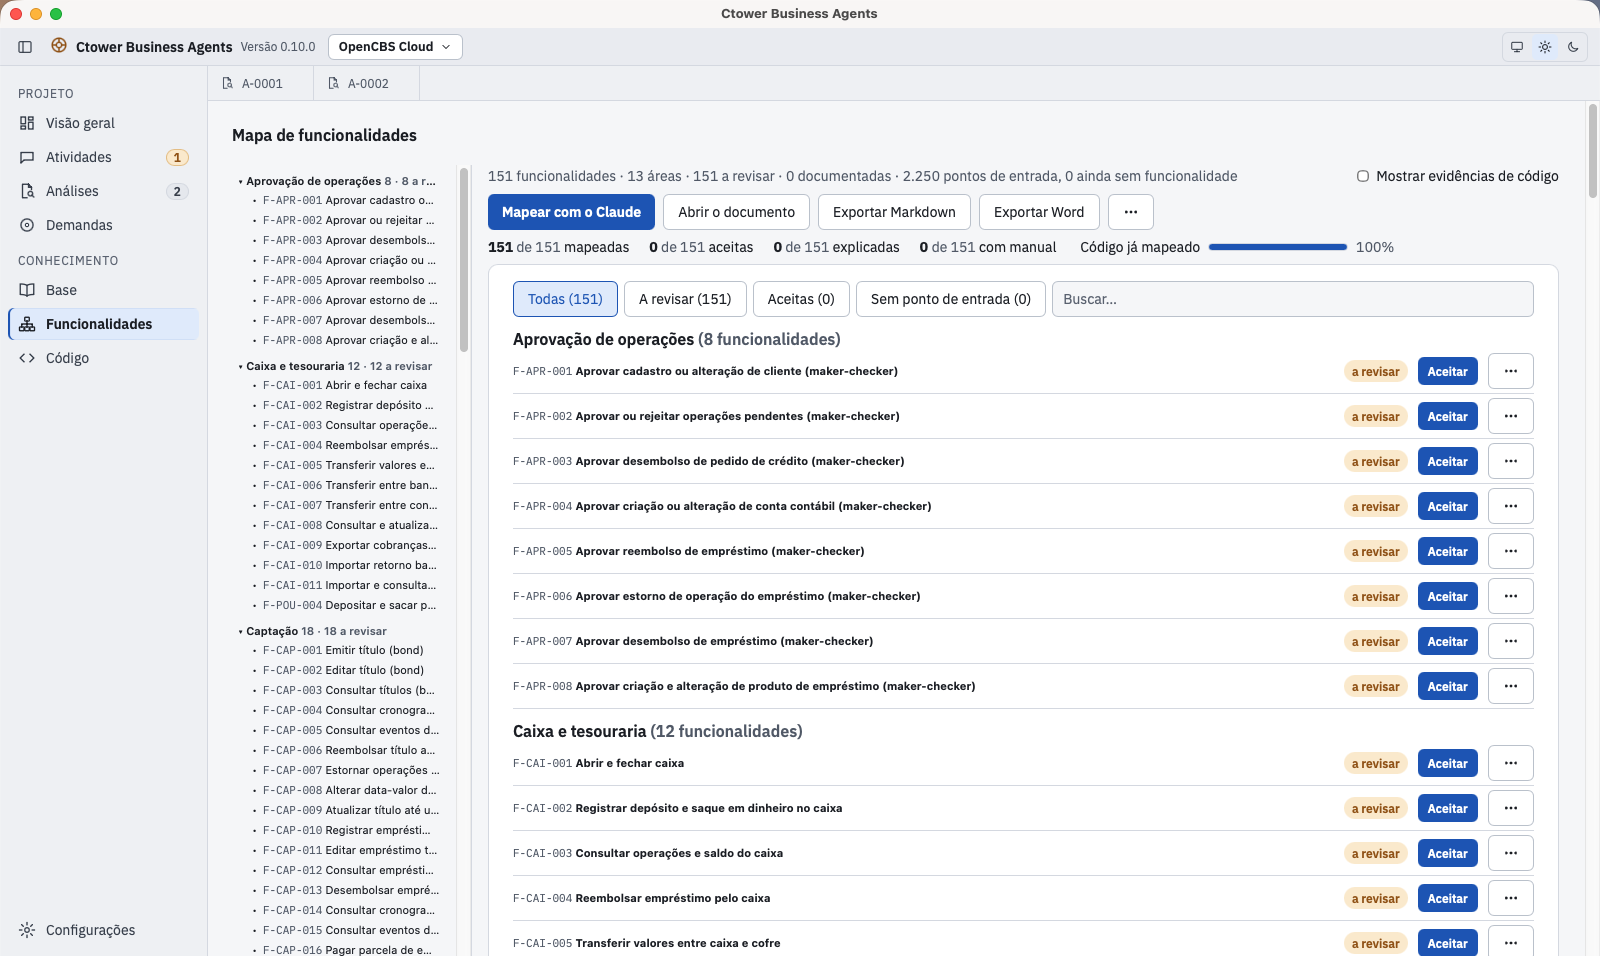 Ctower Business Agents
Ctower Business Agents Versão 0.10.0 OpenCBS Cloud
A-0001 A-0002
PROJETO
Visão geral
Atividades 1
Análises 2
Demandas
CONHECIMENTO
Base
Funcionalidades
Código
Configurações
Mapa de funcionalidades
Aprovação de operações 8 · 8 a r...
F-APR-001 Aprovar cadastro o...
F-APR-002 Aprovar ou rejeitar ...
F-APR-003 Aprovar desembols...
F-APR-004 Aprovar criação ou ...
F-APR-005 Aprovar reembolso ...
F-APR-006 Aprovar estorno de ...
F-APR-007 Aprovar desembols...
F-APR-008 Aprovar criação e al...
Caixa e tesouraria 12 · 12 a revisar
F-CAI-001 Abrir e fechar caixa
F-CAI-002 Registrar depósito ...
F-CAI-003 Consultar operaçõe...
F-CAI-004 Reembolsar emprés...
F-CAI-005 Transferir valores e...
F-CAI-006 Transferir entre ban...
F-CAI-007 Transferir entre con...
F-CAI-008 Consultar e atualiza...
F-CAI-009 Exportar cobranças...
F-CAI-010 Importar retorno ba...
F-CAI-011 Importar e consulta...
F-POU-004 Depositar e sacar p...
Captação 18 · 18 a revisar
F-CAP-001 Emitir título (bond)
F-CAP-002 Editar título (bond)
F-CAP-003 Consultar títulos (b...
F-CAP-004 Consultar cronogra...
F-CAP-005 Consultar eventos d...
F-CAP-006 Reembolsar título a...
F-CAP-007 Estornar operações ...
F-CAP-008 Alterar data-valor d...
F-CAP-009 Atualizar título até u...
F-CAP-010 Registrar emprésti...
F-CAP-011 Editar empréstimo t...
F-CAP-012 Consultar emprésti...
F-CAP-013 Desembolsar empré...
F-CAP-014 Consultar cronogra...
F-CAP-015 Consultar eventos d...
F-CAP-016 Pagar parcela de e...
151 funcionalidades · 13 áreas · 151 a revisar · 0 documentadas · 2.250 pontos de entrada, 0 ainda sem funcionalidade Mostrar evidências de código
Mapear com o Claude Abrir o documento Exportar Markdown Exportar Word ...
151 de 151 mapeadas 0 de 151 aceitas 0 de 151 explicadas 0 de 151 com manual Código já mapeado 100%
Todas (151) A revisar (151) Aceitas (0) Sem ponto de entrada (0) Buscar...
Aprovação de operações (8 funcionalidades)
F-APR-001 Aprovar cadastro ou alteração de cliente (maker-checker) a revisar Aceitar ...
F-APR-002 Aprovar ou rejeitar operações pendentes (maker-checker) a revisar Aceitar ...
F-APR-003 Aprovar desembolso de pedido de crédito (maker-checker) a revisar Aceitar ...
F-APR-004 Aprovar criação ou alteração de conta contábil (maker-checker) a revisar Aceitar ...
F-APR-005 Aprovar reembolso de empréstimo (maker-checker) a revisar Aceitar ...
F-APR-006 Aprovar estorno de operação do empréstimo (maker-checker) a revisar Aceitar ...
F-APR-007 Aprovar desembolso de empréstimo (maker-checker) a revisar Aceitar ...
F-APR-008 Aprovar criação e alteração de produto de empréstimo (maker-checker) a revisar Aceitar ...
Caixa e tesouraria (12 funcionalidades)
F-CAI-001 Abrir e fechar caixa a revisar Aceitar ...
F-CAI-002 Registrar depósito e saque em dinheiro no caixa a revisar Aceitar ...
F-CAI-003 Consultar operações e saldo do caixa a revisar Aceitar ...
F-CAI-004 Reembolsar empréstimo pelo caixa a revisar Aceitar ...
F-CAI-005 Transferir valores entre caixa e cofre a revisar Aceitar ...